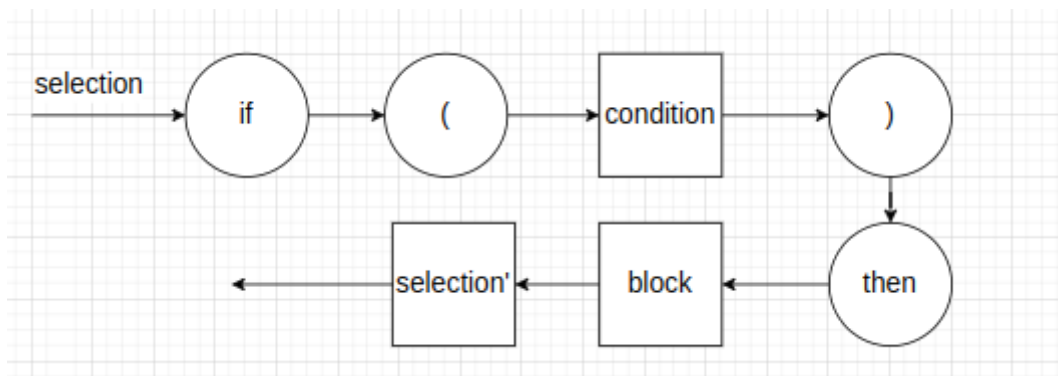 selection
if
(
condition
)
then
block
selection'